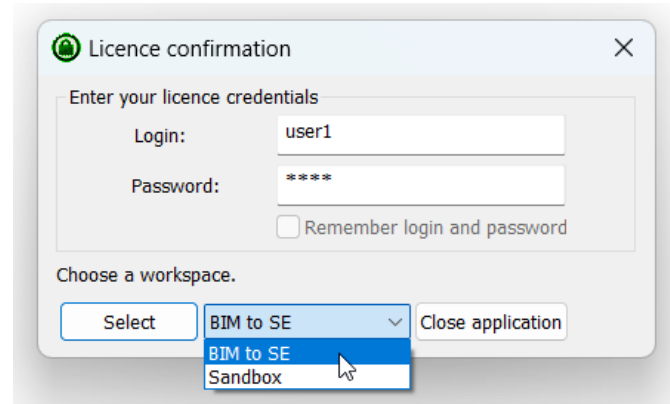 Licence confirmation
Enter your licence credentials
Login: user1
Password: ****
Remember login and password
Choose a workspace.
Select BIM to SE Close application
BIM to SE
Sandbox